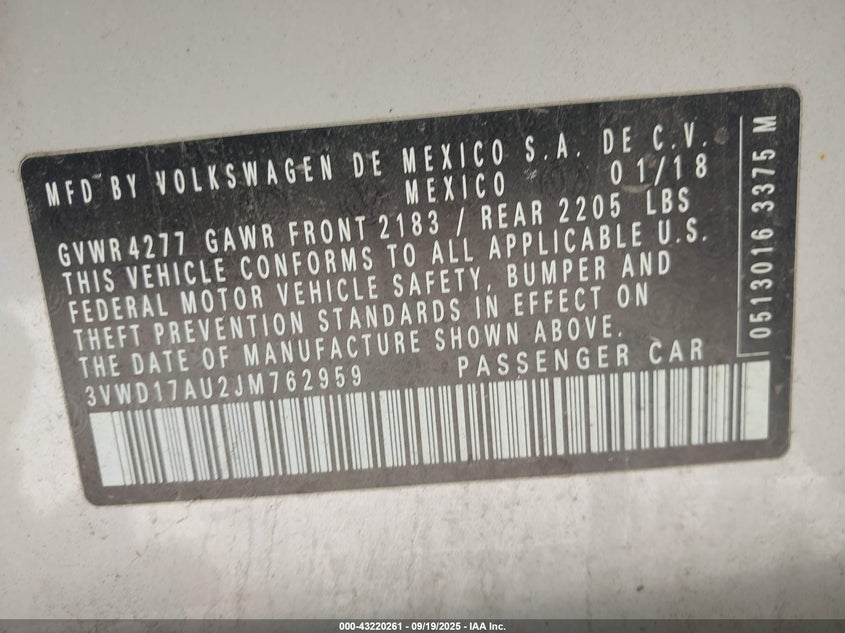 MFD BY VOLKSWAGEN DE MEXICO S.A. DE C.V.
MEXICO 01/18
GVWR 4277 GAWR FRONT 2183 / REAR 2205 LBS
THIS VEHICLE CONFORMS TO ALL APPLICABLE U.S.
FEDERAL MOTOR VEHICLE SAFETY, BUMPER AND
THEFT PREVENTION STANDARDS IN EFFECT ON
THE DATE OF MANUFACTURE SHOWN ABOVE.
3VWD17AU2JM762959 PASSENGER CAR
0513016 3375 M
000-43220261 - 09/19/2025 - IAA Inc.